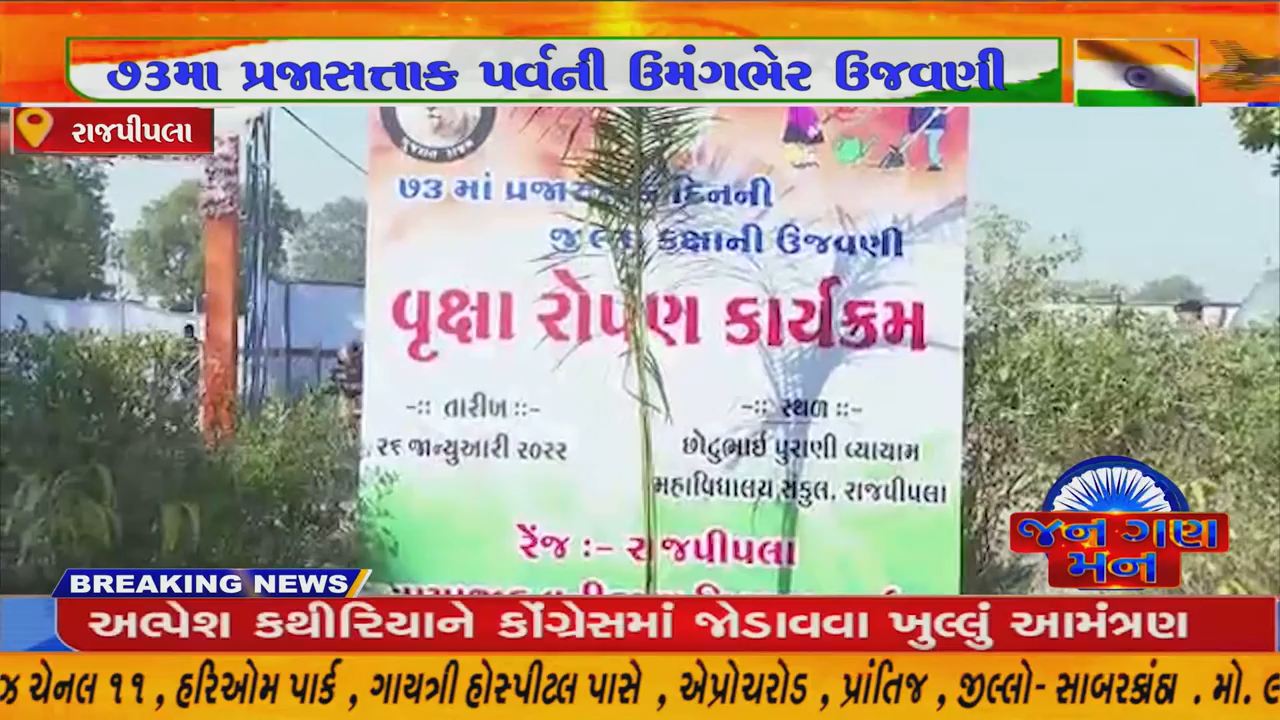 ૭૩મા પ્રજાસત્તાક પર્વની ઉમંગભેર ઉજવણી
રાજપીપલા
૭૩ માં દિનની
કક્ષાની ઉજવણી
વૃક્ષા રોપણ કાર્યક્રમ
-:: તારીખ ::-
૨૬ જાન્યુઆરી ૨૦૨૨
-:: સ્થળ ::-
છોટુભાઈ પુરાણી વ્યાયામ
મહાવિદ્યાલય સંકુલ, રાજપીપલા
રેંજ :- રાજપીપલા
જન ગણ
મન
BREAKING NEWS
અલ્પેશ કથીરિયાને કોંગ્રેસમાં જોડાવવા ખુલ્લું આમંત્રણ
ચેનલ ૧૧ , હરિઓમ પાર્ક , ગાયત્રી હોસ્પીટલ પાસે , એપ્રોચરોડ , પ્રાંતિજ , જીલ્લો- સાબરકાંઠા . મો.